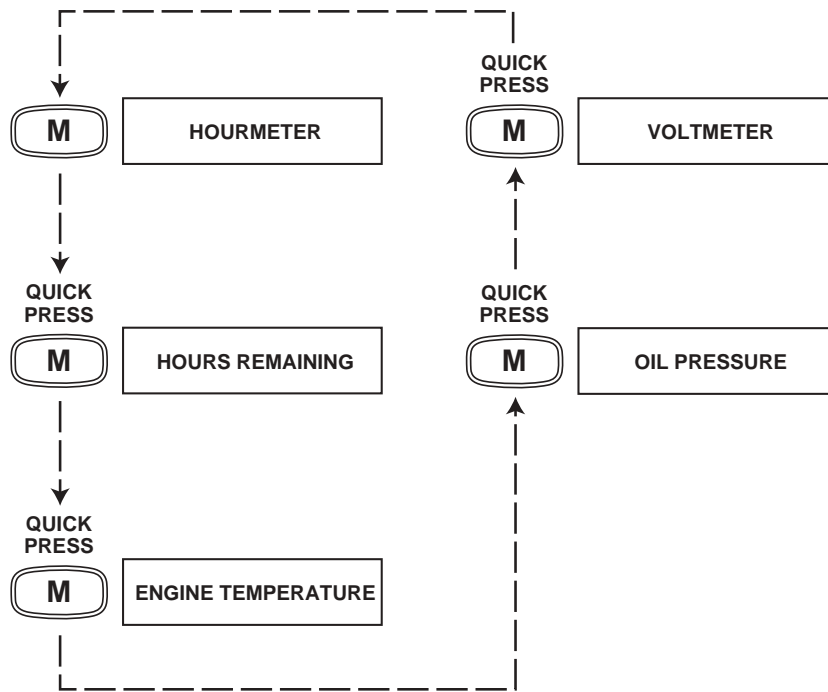 M
HOURMETER
QUICK
PRESS
M
HOURS REMAINING
QUICK
PRESS
M
ENGINE TEMPERATURE
QUICK
PRESS
M
OIL PRESSURE
QUICK
PRESS
M
VOLTMETER